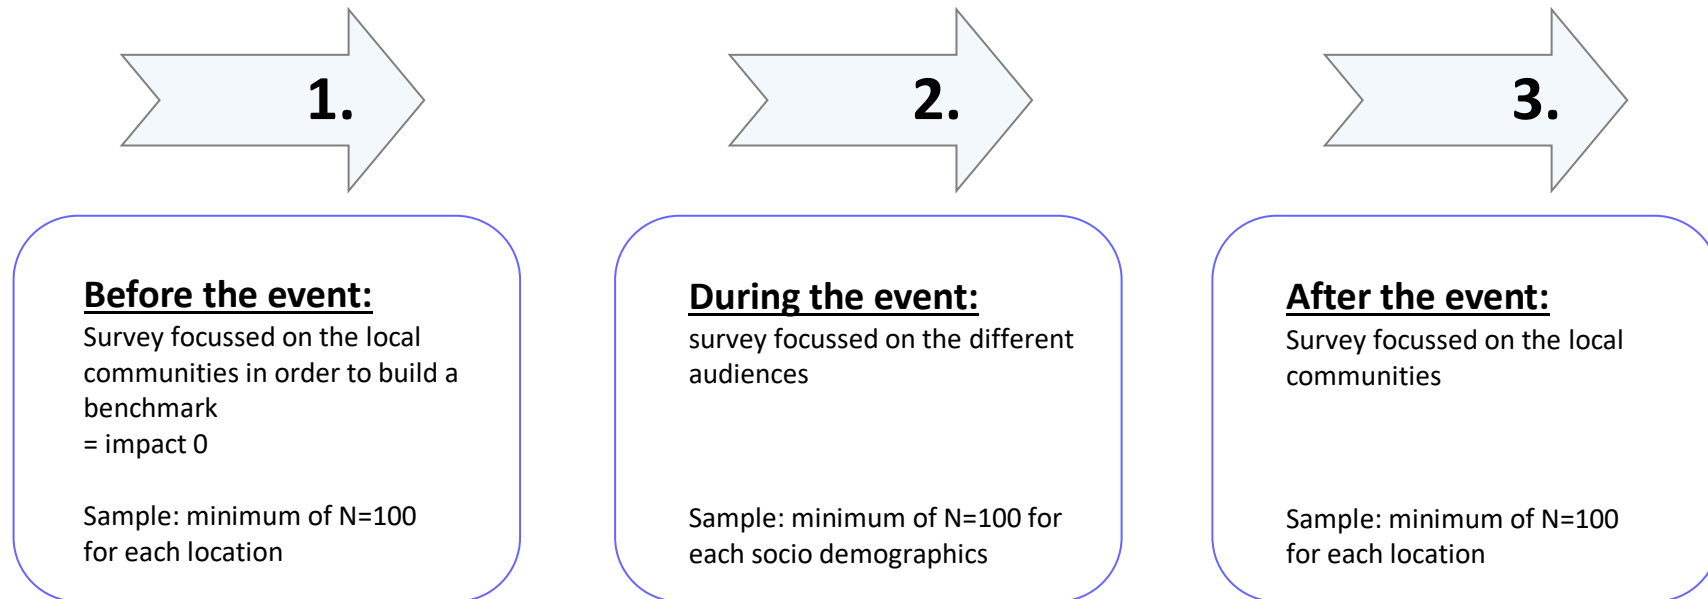 1.
2.
3.
Before the event:
Survey focussed on the local
communities in order to build a
benchmark
= impact 0
Sample: minimum of N=100
for each location
During the event:
survey focussed on the different
audiences
Sample: minimum of N=100 for
each socio demographics
After the event:
Survey focussed on the local
communities
Sample: minimum of N=100
for each location